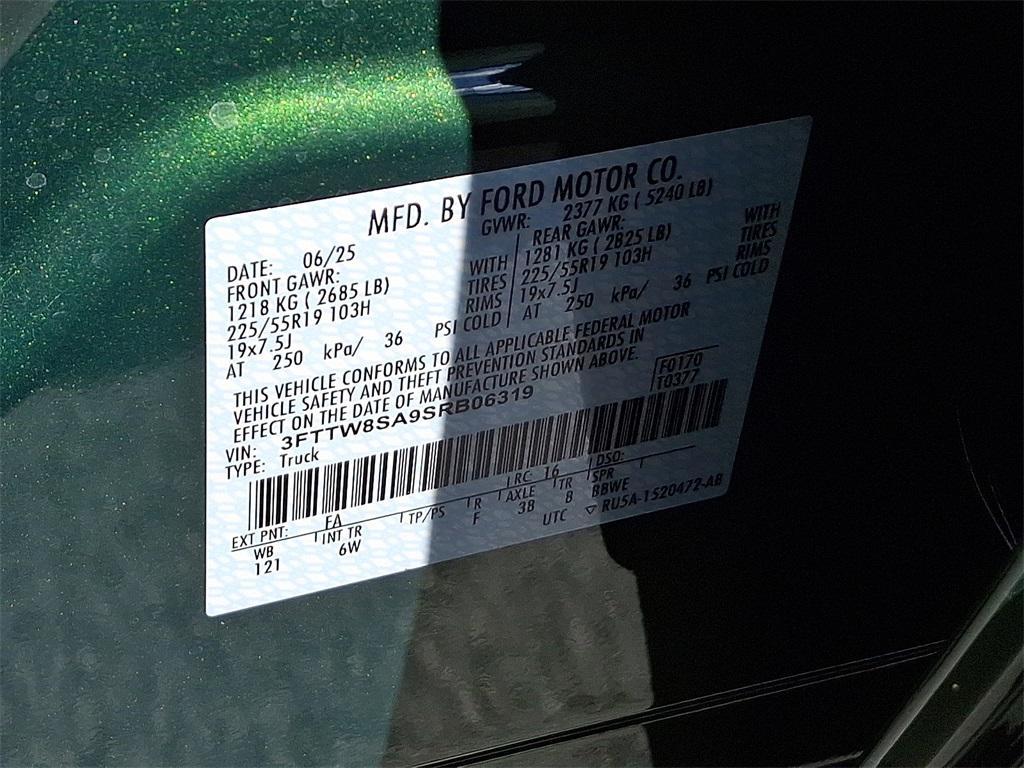 MFD. BY FORD MOTOR CO.
DATE: 06/25 GVWR: 2377 KG ( 5240 LB)
FRONT GAWR: REAR GAWR:
1218 KG ( 2685 LB) WITH 1281 KG ( 2825 LB) WITH
225/55R19 103H TIRES 225/55R19 103H TIRES
19x7.5J RIMS 19x7.5J RIMS
AT 250 kPa/ 36 PSI COLD AT 250 kPa/ 36 PSI COLD
THIS VEHICLE CONFORMS TO ALL APPLICABLE FEDERAL MOTOR
VEHICLE SAFETY AND THEFT PREVENTION STANDARDS IN
EFFECT ON THE DATE OF MANUFACTURE SHOWN ABOVE.
F0170
T0377
VIN: 3FTTW8SA9SRB06319
TYPE: Truck
EXT PNT: FA RC: 16 DSO:
WB INT TR TP/PS R AXLE TR SPR
121 6W F 38 8 BBWE
UTC ▽ RU5A-1520472-AB